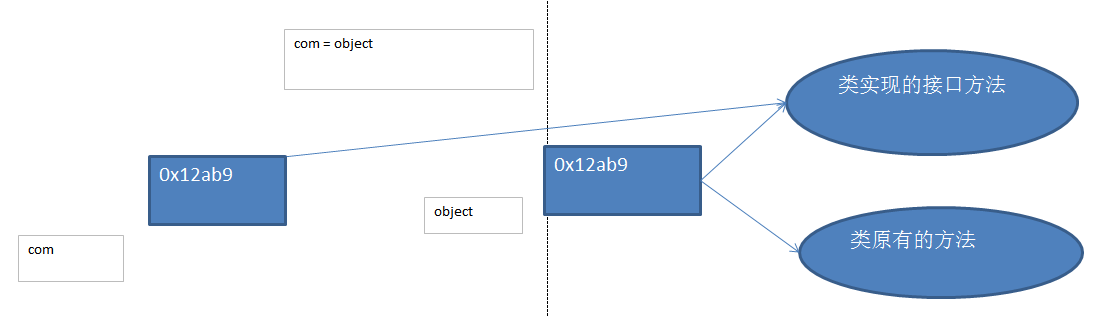 com = object
类实现的接口方法
0x12ab9
0x12ab9
object
类原有的方法
com